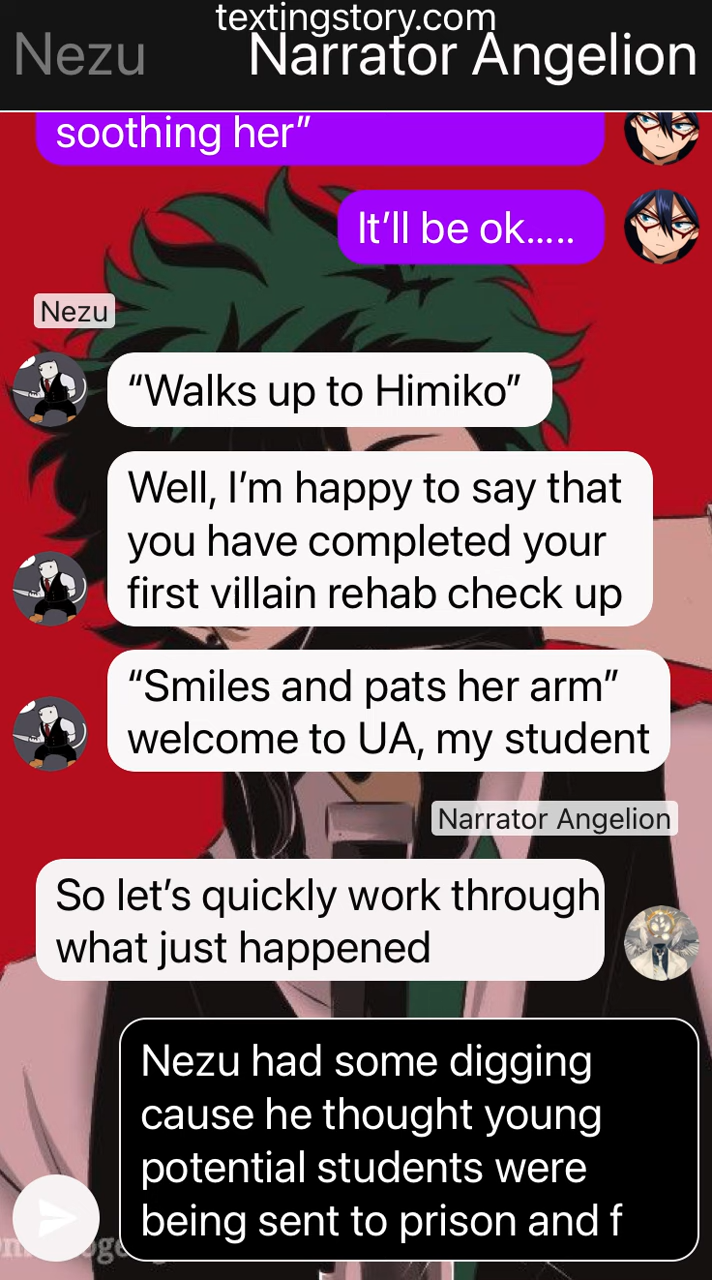 textingstory.com
Nezu
Narrator Angelion
soothing her”
It’ll be ok.....
Nezu
“Walks up to Himiko”
Well, I’m happy to say that
you have completed your
first villain rehab check up
“Smiles and pats her arm”
welcome to UA, my student
Narrator Angelion
So let’s quickly work through
what just happened
Nezu had some digging
cause he thought young
potential students were
being sent to prison and f